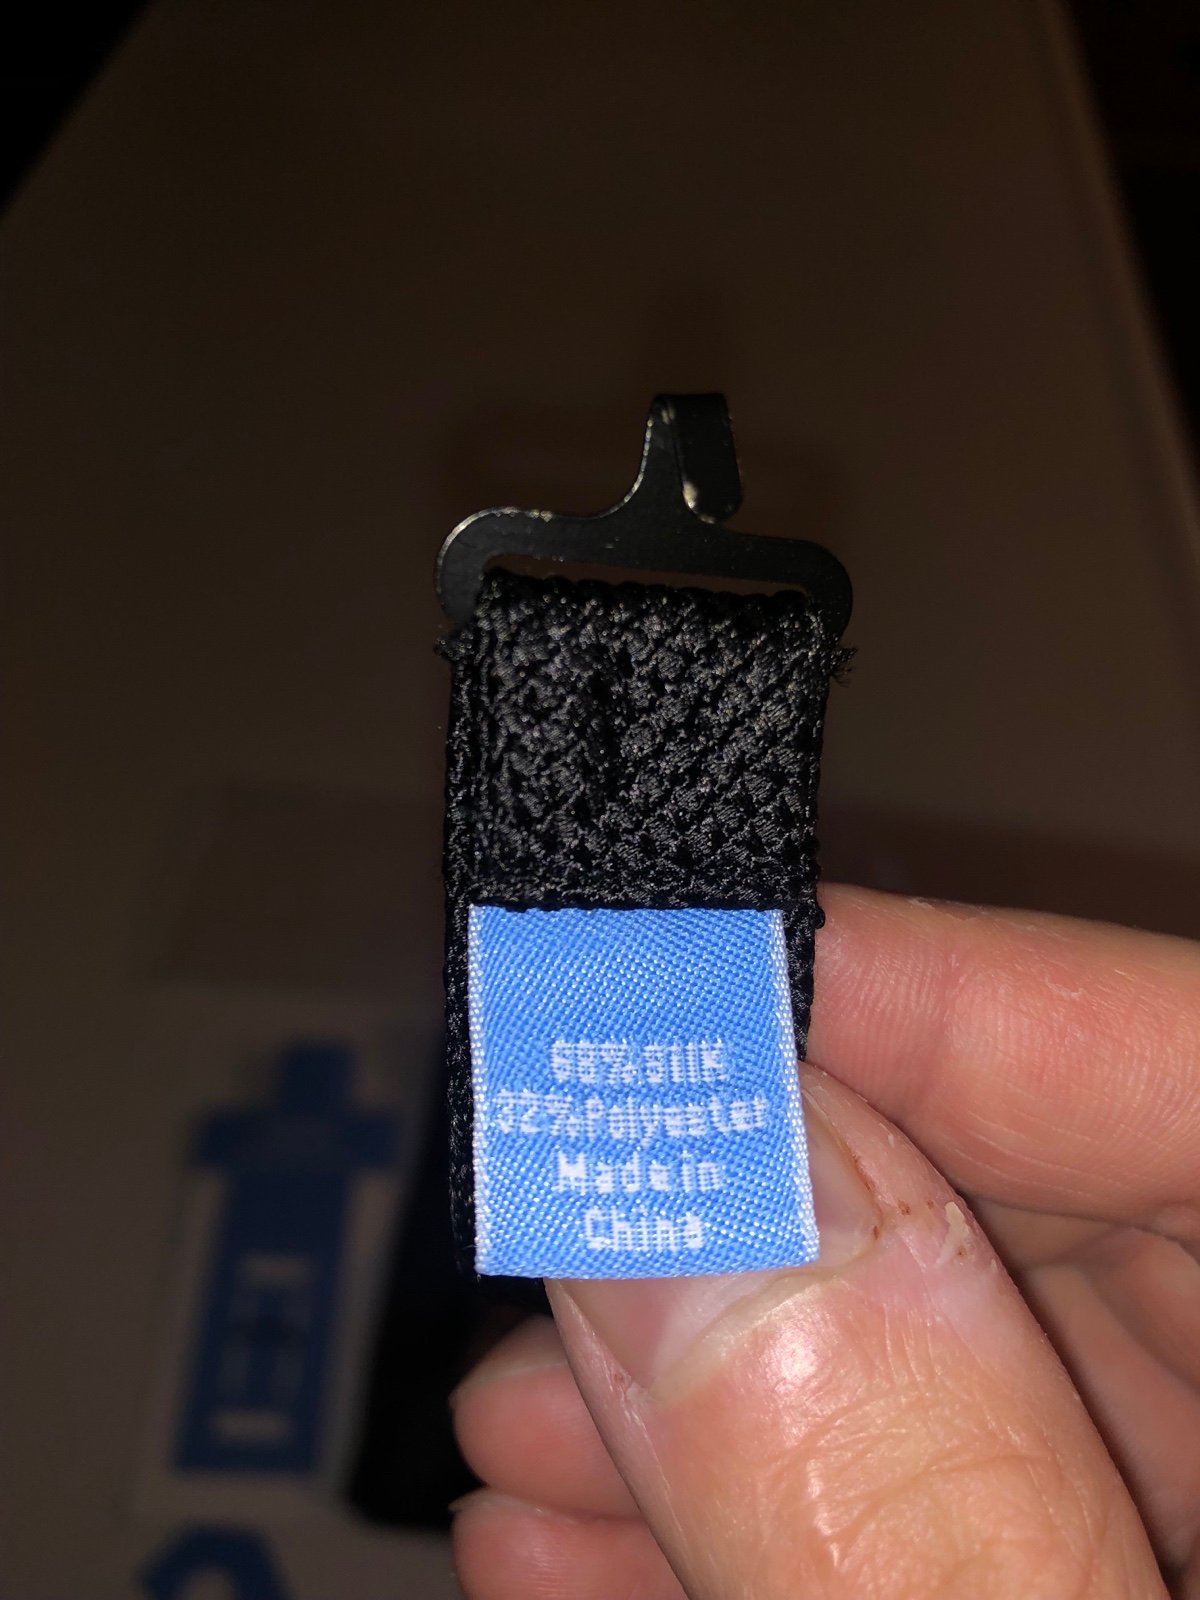 68% Silk
32% Polyester
Made in
China